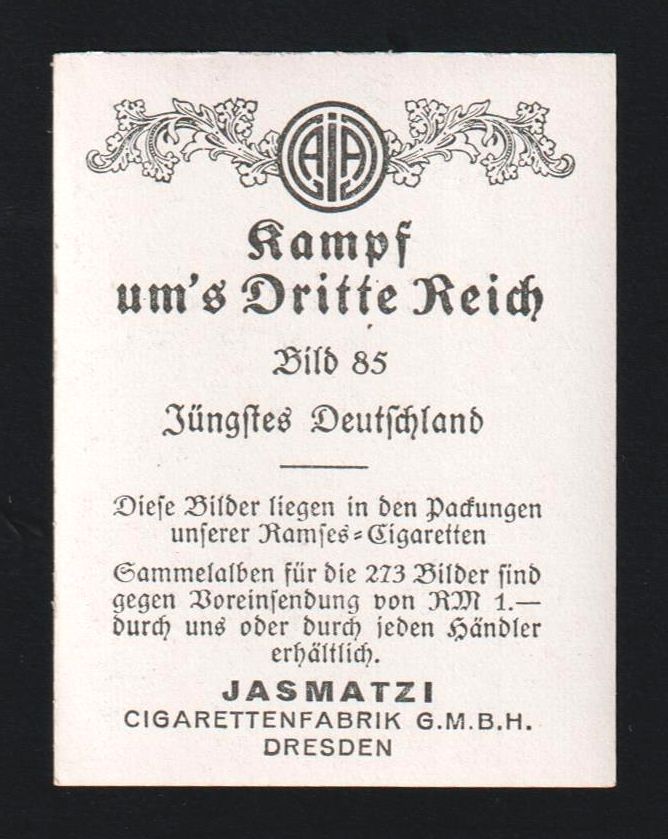 Kampf
um's Dritte Reich
Bild 85
Jüngstes Deutschland
Diese Bilder liegen in den Packungen
unserer Ramses=Cigaretten
Sammelalben für die 273 Bilder sind
gegen Voreinsendung von RM 1.—
durch uns oder durch jeden Händler
erhältlich.
JASMATZI
CIGARETTENFABRIK G.M.B.H.
DRESDEN